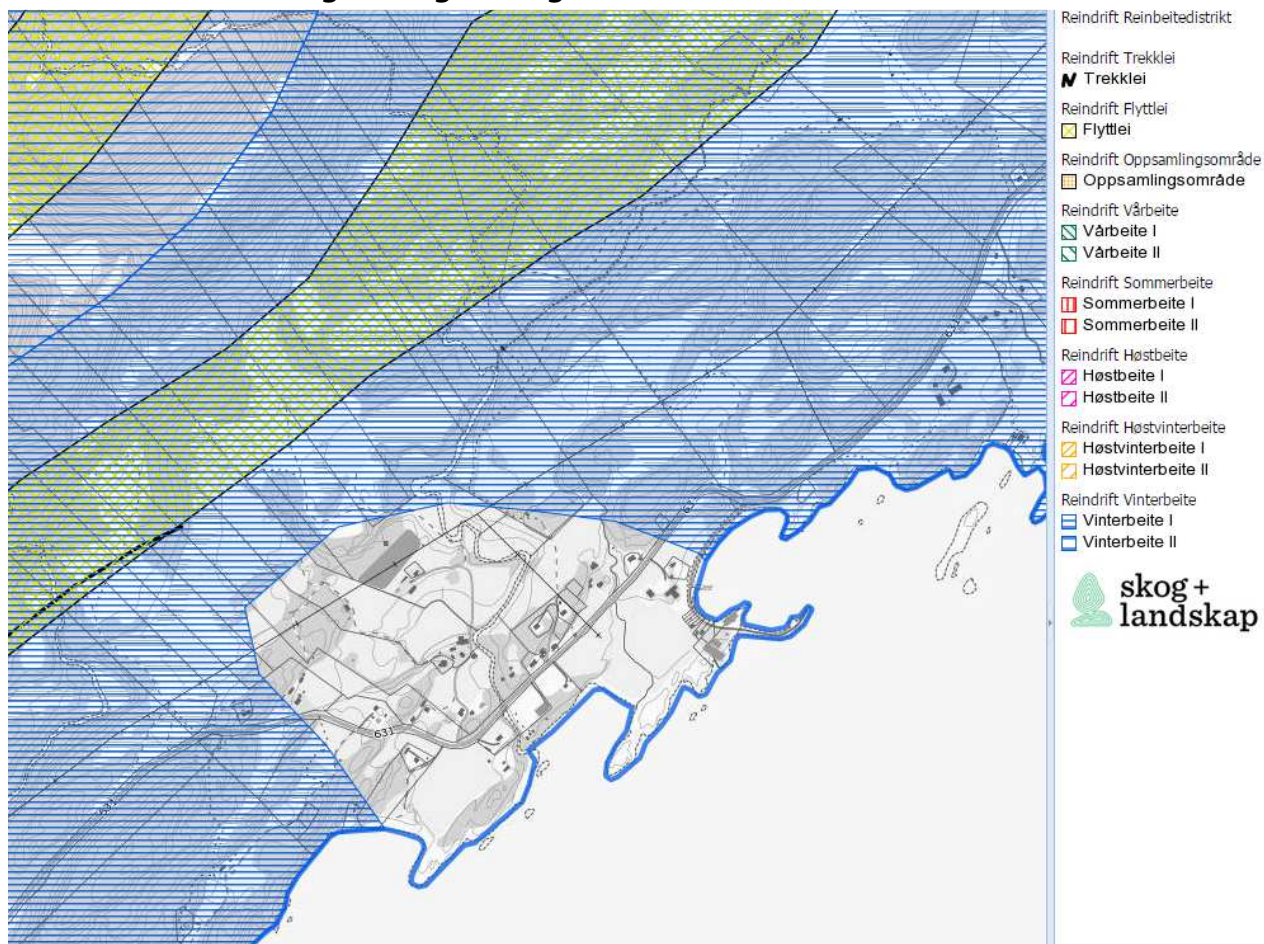 Reindrift Reinbeitedistrikt
Reindrift Trekklei
Trekklei
Reindrift Flyttlei
Flyttlei
Reindrift Oppsamlingsområde
Oppsamlingsområde
Reindrift Vårbeite
Vårbeite I
Vårbeite II
Reindrift Sommerbeite
Sommerbeite I
Sommerbeite II
Reindrift Høstbeite
Høstbeite I
Høstbeite II
Reindrift Høstvinterbeite
Høstvinterbeite I
Høstvinterbeite II
Reindrift Vinterbeite
Vinterbeite I
Vinterbeite II
skog +
landskap
631
631
631
631